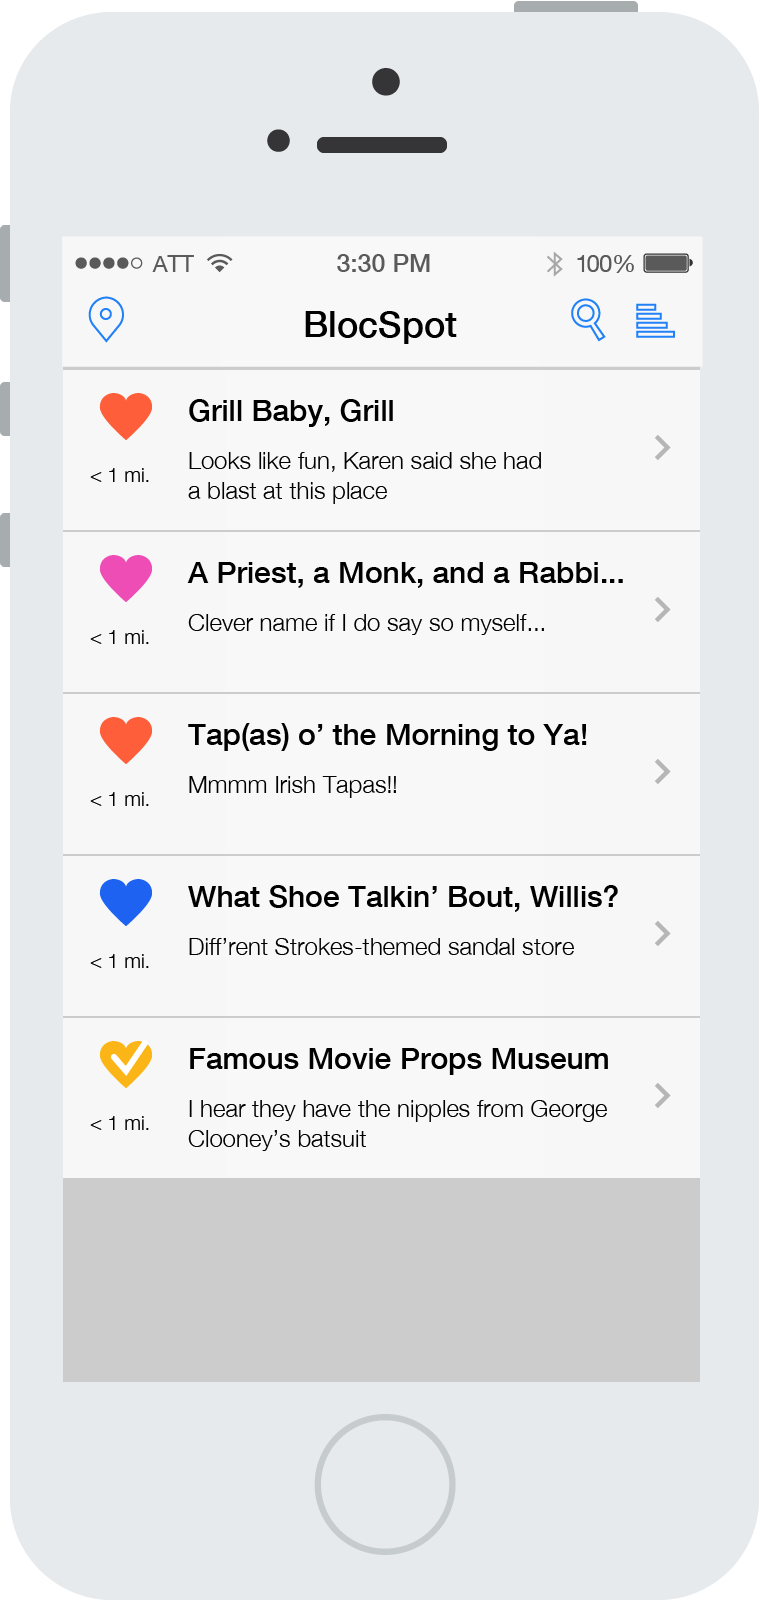 ATT 3:30 PM 100%
BlocSpot
Grill Baby, Grill
Looks like fun, Karen said she had
< 1 mi.
a blast at this place
A Priest, a Monk, and a Rabbi...
Clever name if I do say so myself...
< 1 mi.
Tap(as) o’ the Morning to Ya!
Mmmm Irish Tapas!!
< 1 mi.
What Shoe Talkin’ Bout, Willis?
Diff’rent Strokes-themed sandal store
< 1 mi.
Famous Movie Props Museum
I hear they have the nipples from George
< 1 mi.
Clooney’s batsuit